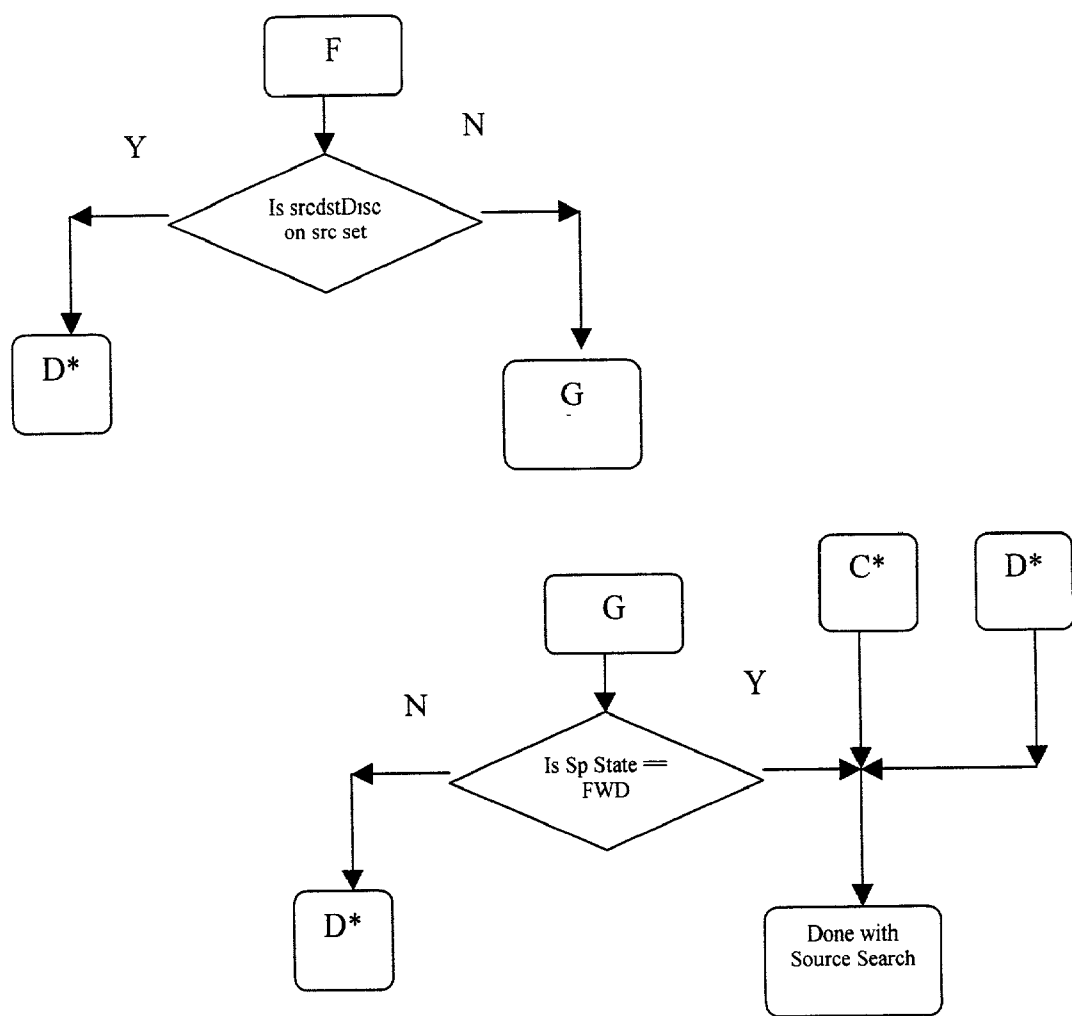 F
Y
N
Is srcdstDisc
on src set
D*
G
C*
D*
G
N
Y
Is Sp State ==
FWD
D*
Done with
Source Search